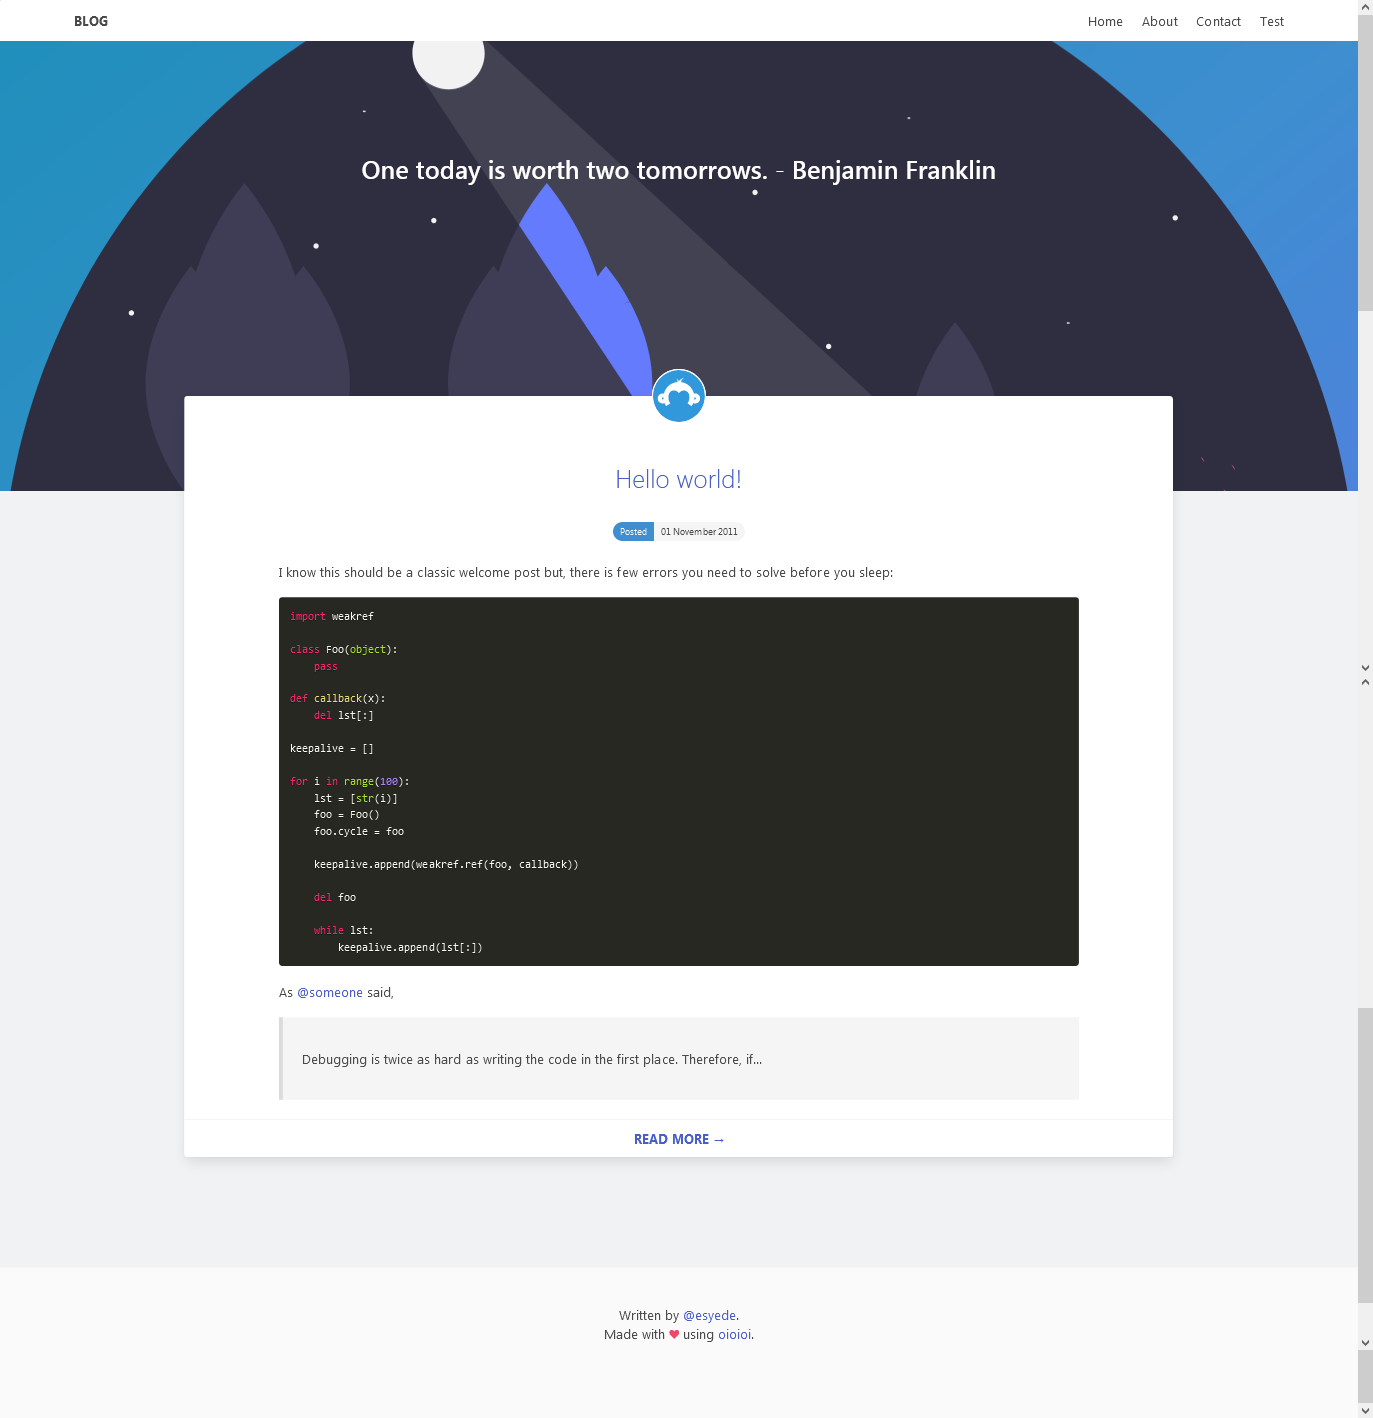 BLOG
Home About Contact Test
One today is worth two tomorrows. - Benjamin Franklin
Hello world!
Posted 01 November 2011
I know this should be a classic welcome post but, there is few errors you need to solve before you sleep:
import weakref
class Foo(object):
    pass
def callback(x):
    del lst[:]
keepalive = []
for i in range(100):
    lst = [str(i)]
    foo = Foo()
    foo.cycle = foo
    keepalive.append(weakref.ref(foo, callback))
    del foo
    while lst:
        keepalive.append(lst[:])
As @someone said,
Debugging is twice as hard as writing the code in the first place. Therefore, if...
READ MORE →
Written by @esyede.
Made with ♥ using oioioi.